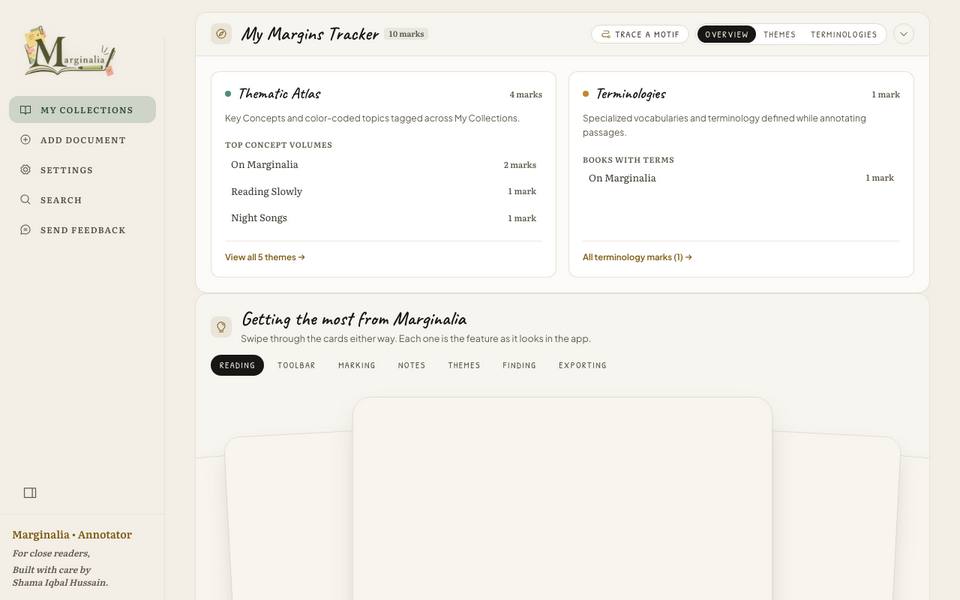 Marginalia
MY COLLECTIONS
ADD DOCUMENT
SETTINGS
SEARCH
SEND FEEDBACK
Marginalia • Annotator
For close readers,
Built with care by
Shama Iqbal Hussain.
My Margins Tracker 10 marks
TRACE A MOTIF OVERVIEW THEMES TERMINOLOGIES
Thematic Atlas 4 marks
Key Concepts and color-coded topics tagged across My Collections.
TOP CONCEPT VOLUMES
On Marginalia 2 marks
Reading Slowly 1 mark
Night Songs 1 mark
View all 5 themes →
Terminologies 1 mark
Specialized vocabularies and terminology defined while annotating
passages.
BOOKS WITH TERMS
On Marginalia 1 mark
All terminology marks (1) →
Getting the most from Marginalia
Swipe through the cards either way. Each one is the feature as it looks in the app.
READING TOOLBAR MARKING NOTES THEMES FINDING EXPORTING